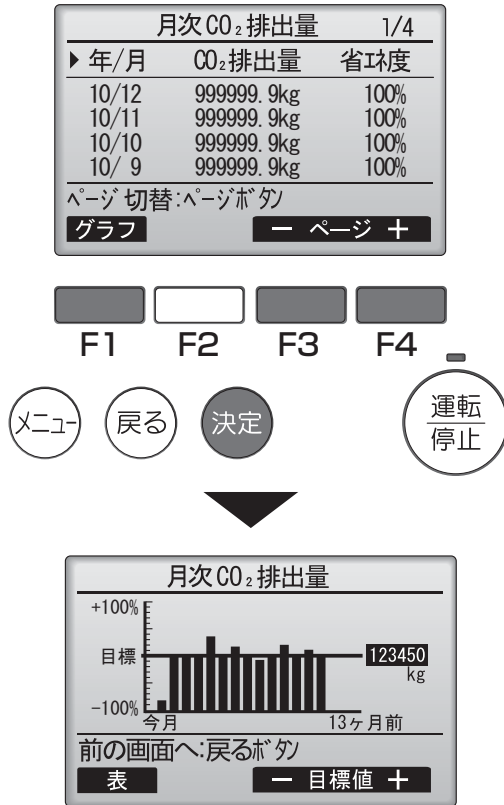 月次CO₂排出量 1/4
▶ 年/月 CO₂排出量 省エネ度
10/12 999999.9kg 100%
10/11 999999.9kg 100%
10/10 999999.9kg 100%
10/ 9 999999.9kg 100%
ページ切替:ページボタン
グラフ － ページ ＋
F1 F2 F3 F4
メニュー 戻る 決定 運転
停止
月次CO₂排出量
+100%
目標 123450
kg
-100%
今月 13ヶ月前
前の画面へ:戻るボタン
表 － 目標値 ＋